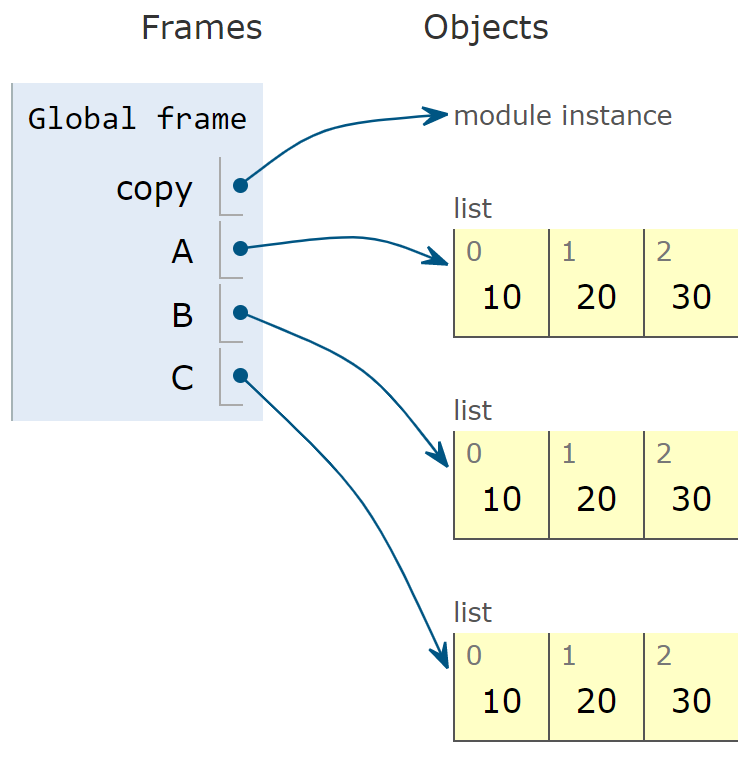 Frames Objects
Global frame
copy
A
B
C
module instance
list
0 1 2
10 20 30
list
0 1 2
10 20 30
list
0 1 2
10 20 30